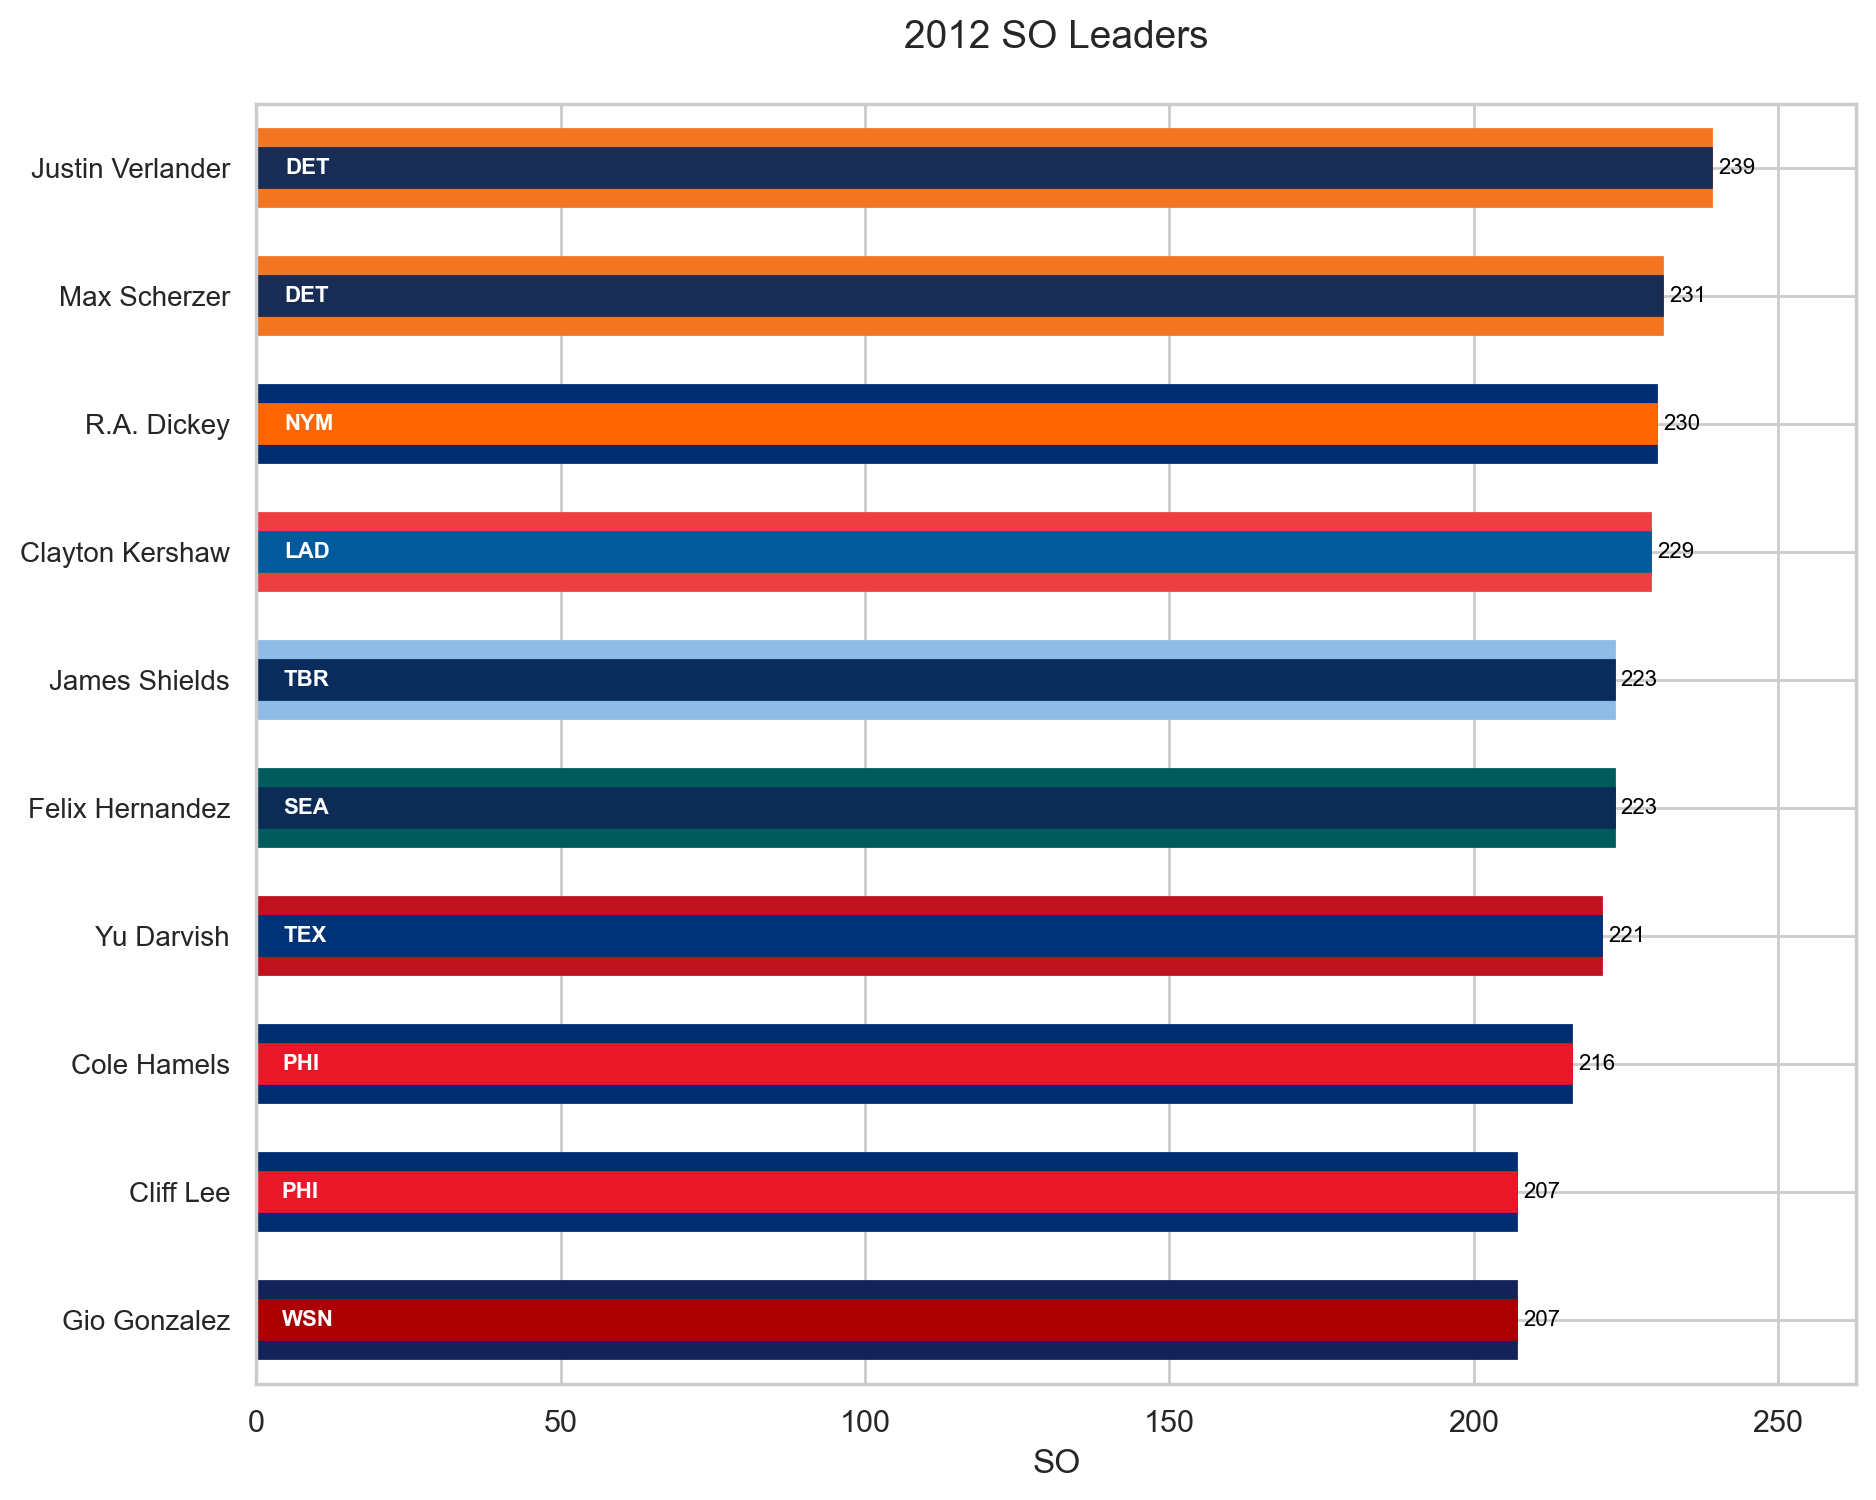 2012 SO Leaders
Justin Verlander DET 239
Max Scherzer DET 231
R.A. Dickey NYM 230
Clayton Kershaw LAD 229
James Shields TBR 223
Felix Hernandez SEA 223
Yu Darvish TEX 221
Cole Hamels PHI 216
Cliff Lee PHI 207
Gio Gonzalez WSN 207
0 50 100 150 200 250
SO